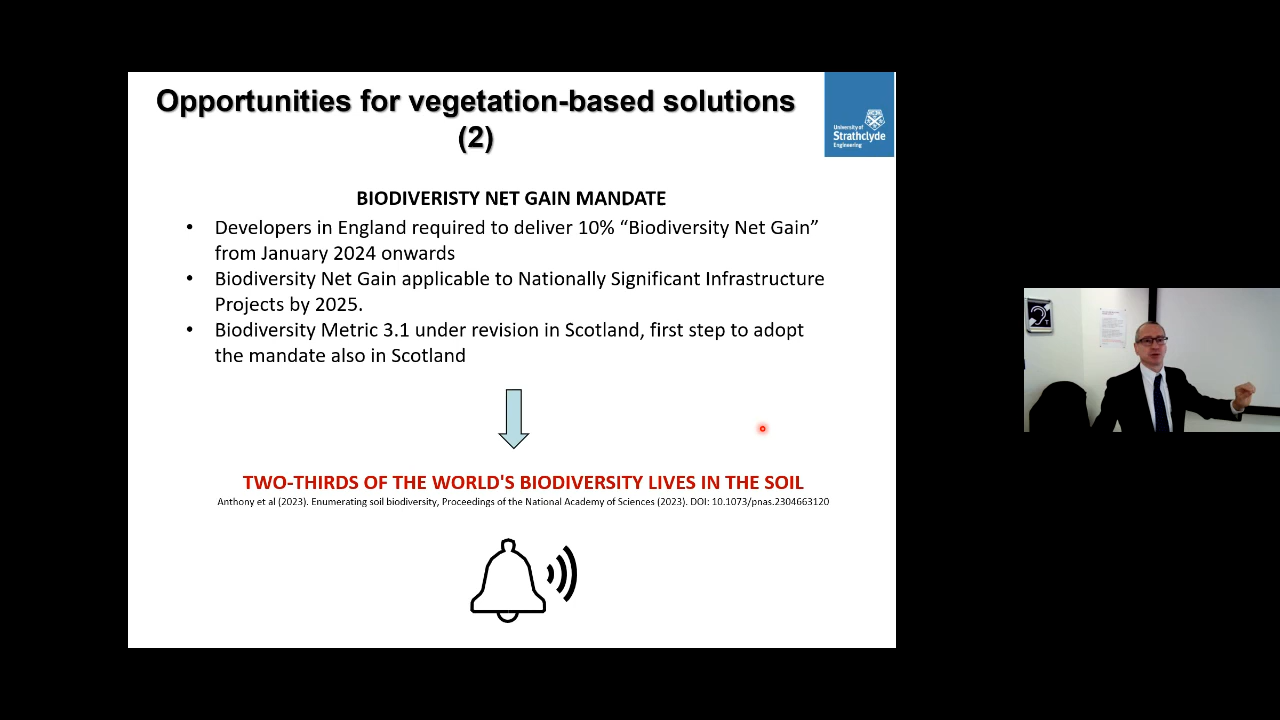 Opportunities for vegetation-based solutions
(2)
University of
Strathclyde
Engineering
BIODIVERISTY NET GAIN MANDATE
• Developers in England required to deliver 10% “Biodiversity Net Gain”
from January 2024 onwards
• Biodiversity Net Gain applicable to Nationally Significant Infrastructure
Projects by 2025.
• Biodiversity Metric 3.1 under revision in Scotland, first step to adopt
the mandate also in Scotland
TWO-THIRDS OF THE WORLD'S BIODIVERSITY LIVES IN THE SOIL
Anthony et al (2023). Enumerating soil biodiversity, Proceedings of the National Academy of Sciences (2023). DOI: 10.1073/pnas.2304663120
T